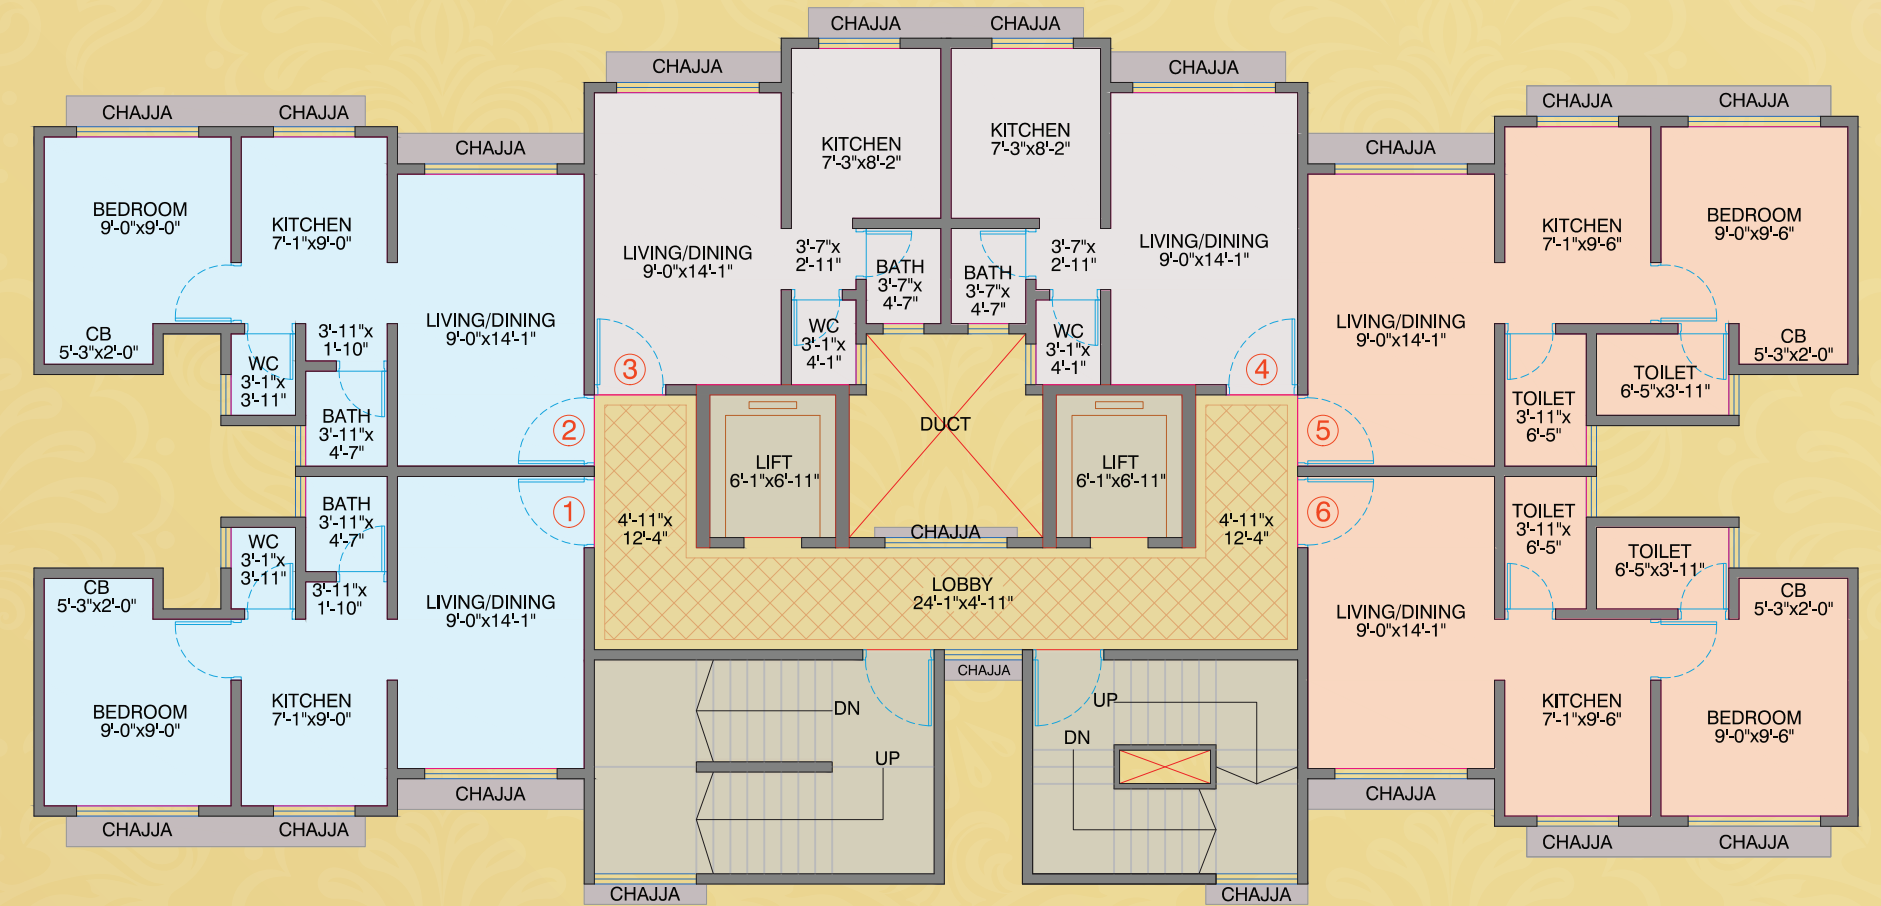 CHAJJA
CHAJJA
CHAJJA
CHAJJA
CHAJJA
CHAJJA
CHAJJA
CHAJJA
CHAJJA
CHAJJA
BEDROOM
9'-0"x9'-0"
KITCHEN
7'-1"x9'-0"
LIVING/DINING
9'-0"x14'-1"
CB
5'-3"x2'-0"
WC
3'-1"x
3'-11"
3'-11"x
1'-10"
BATH
3'-11"x
4'-7"
2
LIVING/DINING
9'-0"x14'-1"
KITCHEN
7'-3"x8'-2"
3'-7"x
2'-11"
BATH
3'-7"x
4'-7"
WC
3'-1"x
4'-1"
3
KITCHEN
7'-3"x8'-2"
LIVING/DINING
9'-0"x14'-1"
3'-7"x
2'-11"
BATH
3'-7"x
4'-7"
WC
3'-1"x
4'-1"
4
LIVING/DINING
9'-0"x14'-1"
KITCHEN
7'-1"x9'-6"
BEDROOM
9'-0"x9'-6"
CB
5'-3"x2'-0"
TOILET
6'-5"x3'-11"
TOILET
3'-11"x
6'-5"
5
DUCT
LIFT
6'-1"x6'-11"
LIFT
6'-1"x6'-11"
CHAJJA
4'-11"x
12'-4"
4'-11"x
12'-4"
LOBBY
24'-1"x4'-11"
1
BATH
3'-11"x
4'-7"
WC
3'-1"x
3'-11"
3'-11"x
1'-10"
CB
5'-3"x2'-0"
LIVING/DINING
9'-0"x14'-1"
KITCHEN
7'-1"x9'-0"
BEDROOM
9'-0"x9'-0"
6
TOILET
3'-11"x
6'-5"
TOILET
6'-5"x3'-11"
CB
5'-3"x2'-0"
LIVING/DINING
9'-0"x14'-1"
KITCHEN
7'-1"x9'-6"
BEDROOM
9'-0"x9'-6"
CHAJJA
DN
UP
UP
DN
CHAJJA
CHAJJA
CHAJJA
CHAJJA
CHAJJA
CHAJJA
CHAJJA
CHAJJA